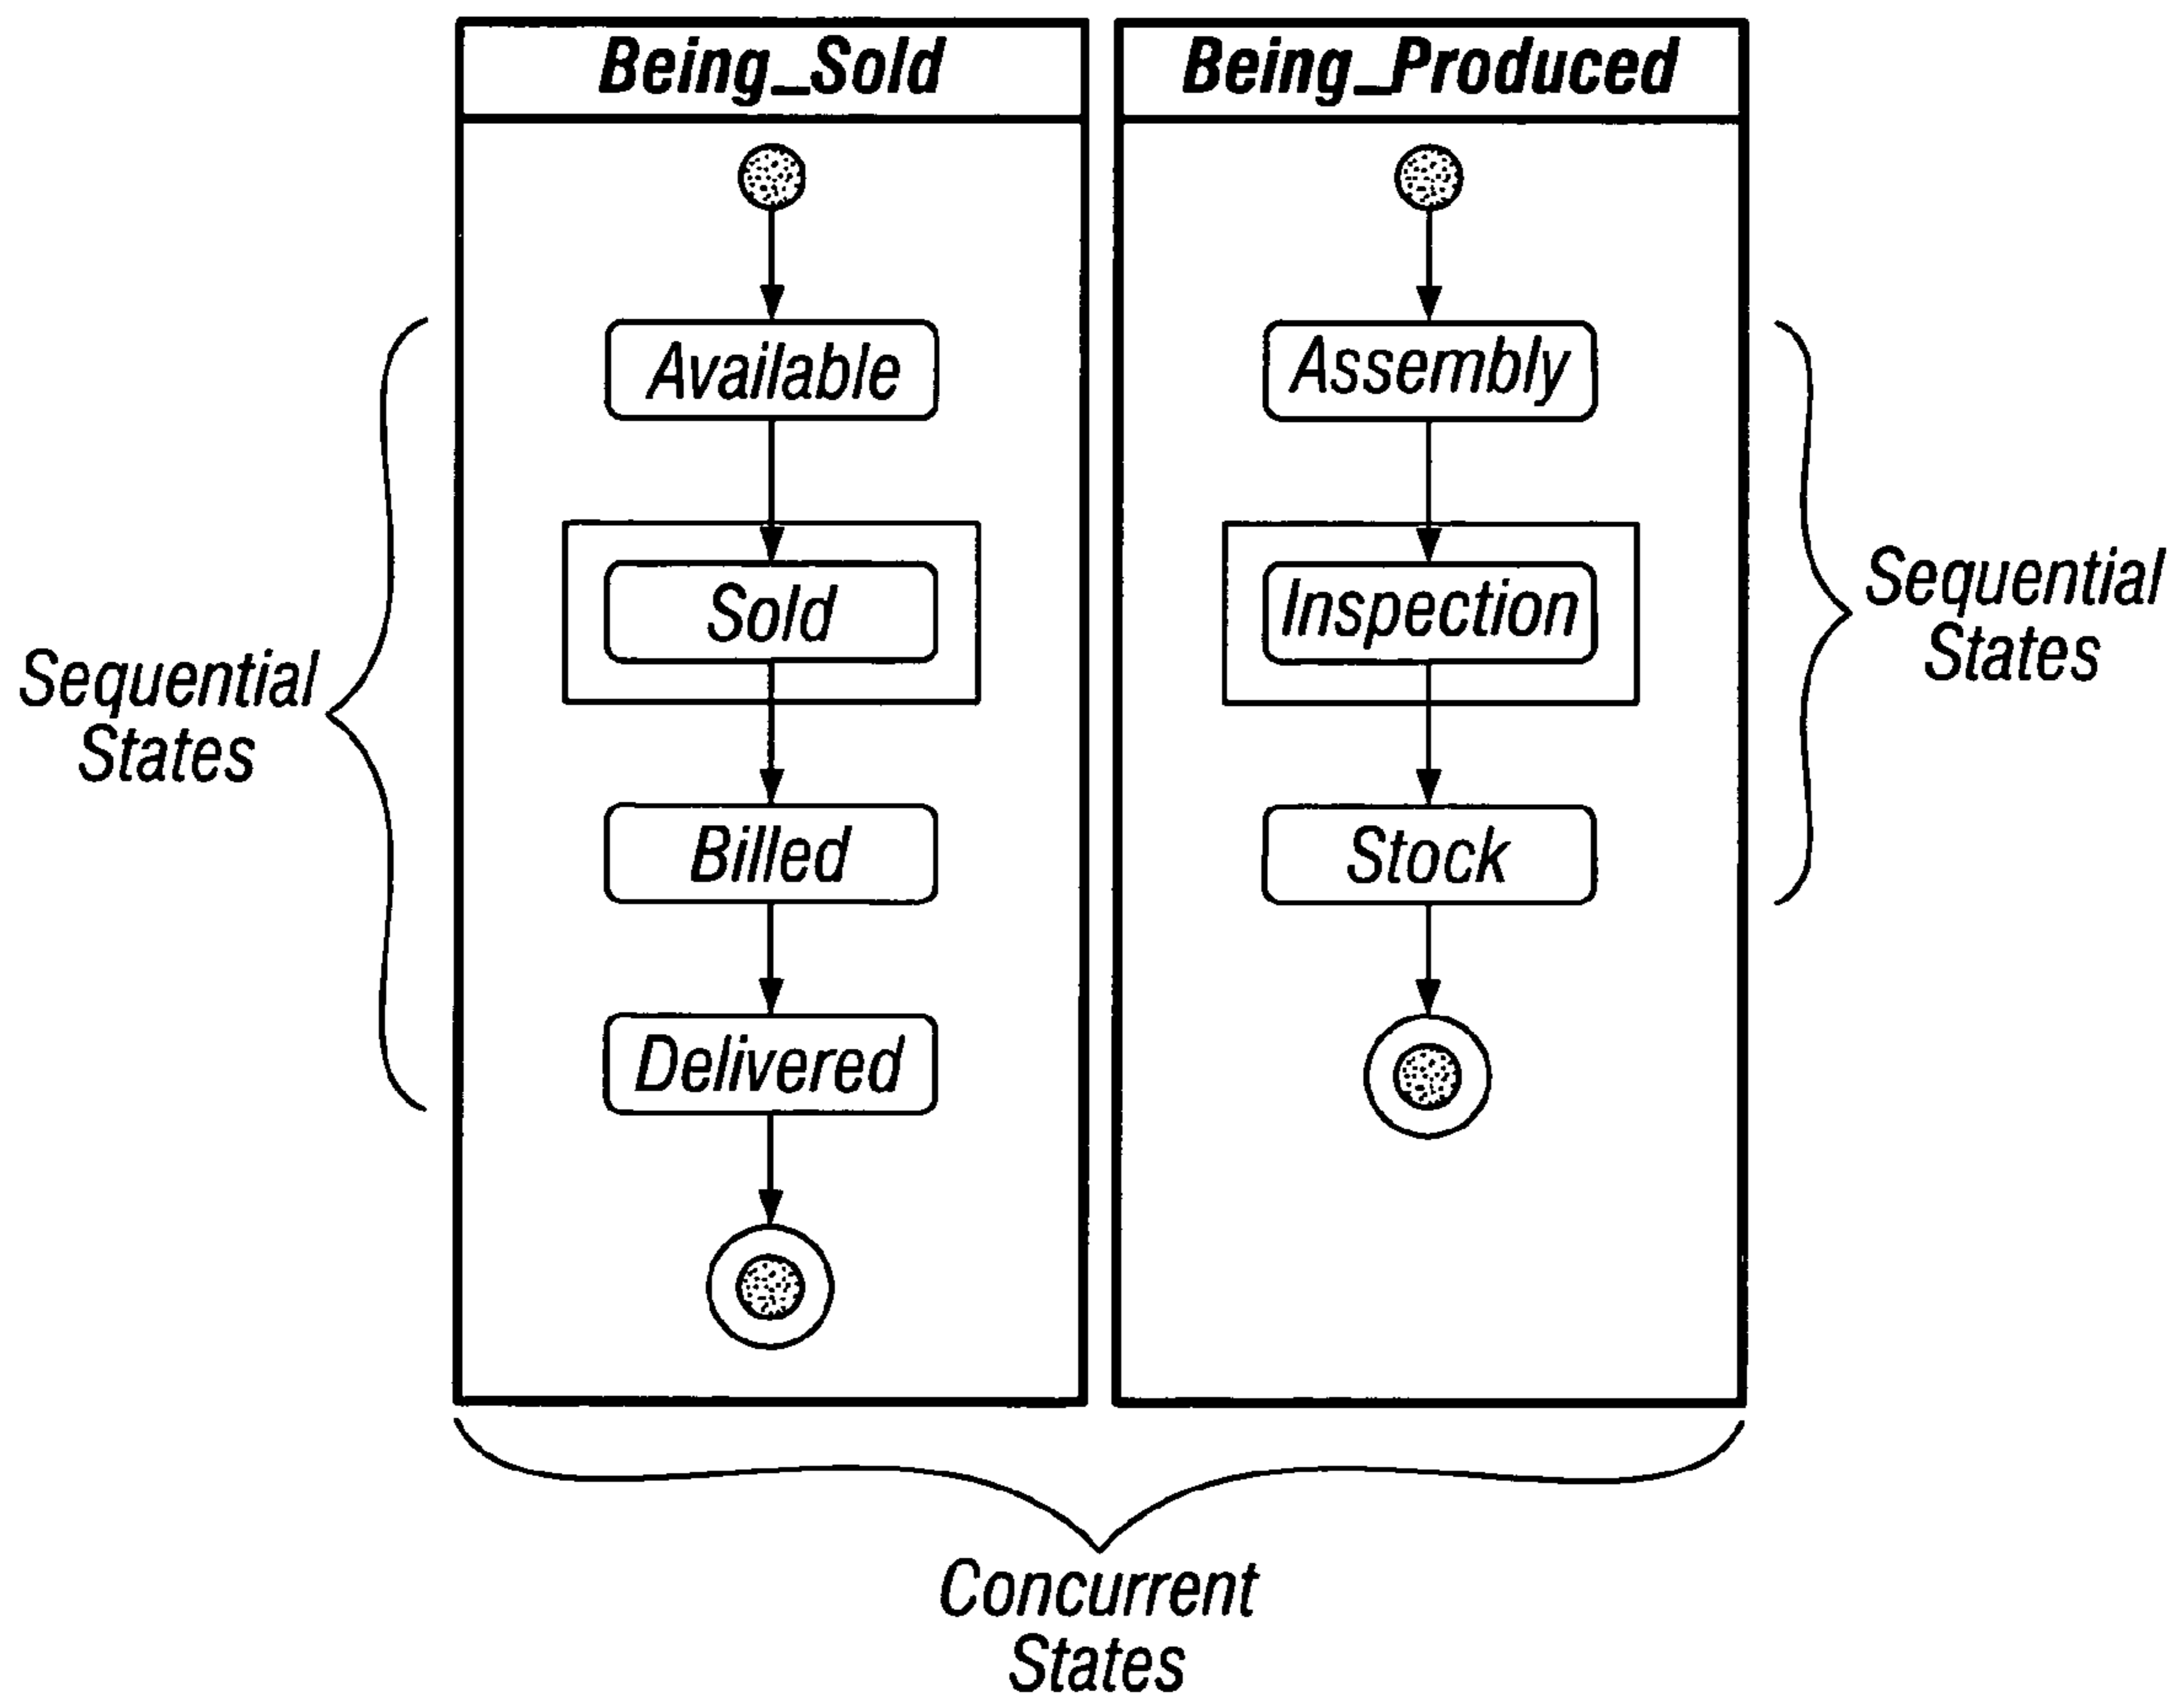 Being_Sold
Being_Produced
Available
Assembly
Sold
Inspection
Sequential
States
Sequential
States
Billed
Stock
Delivered
Concurrent
States